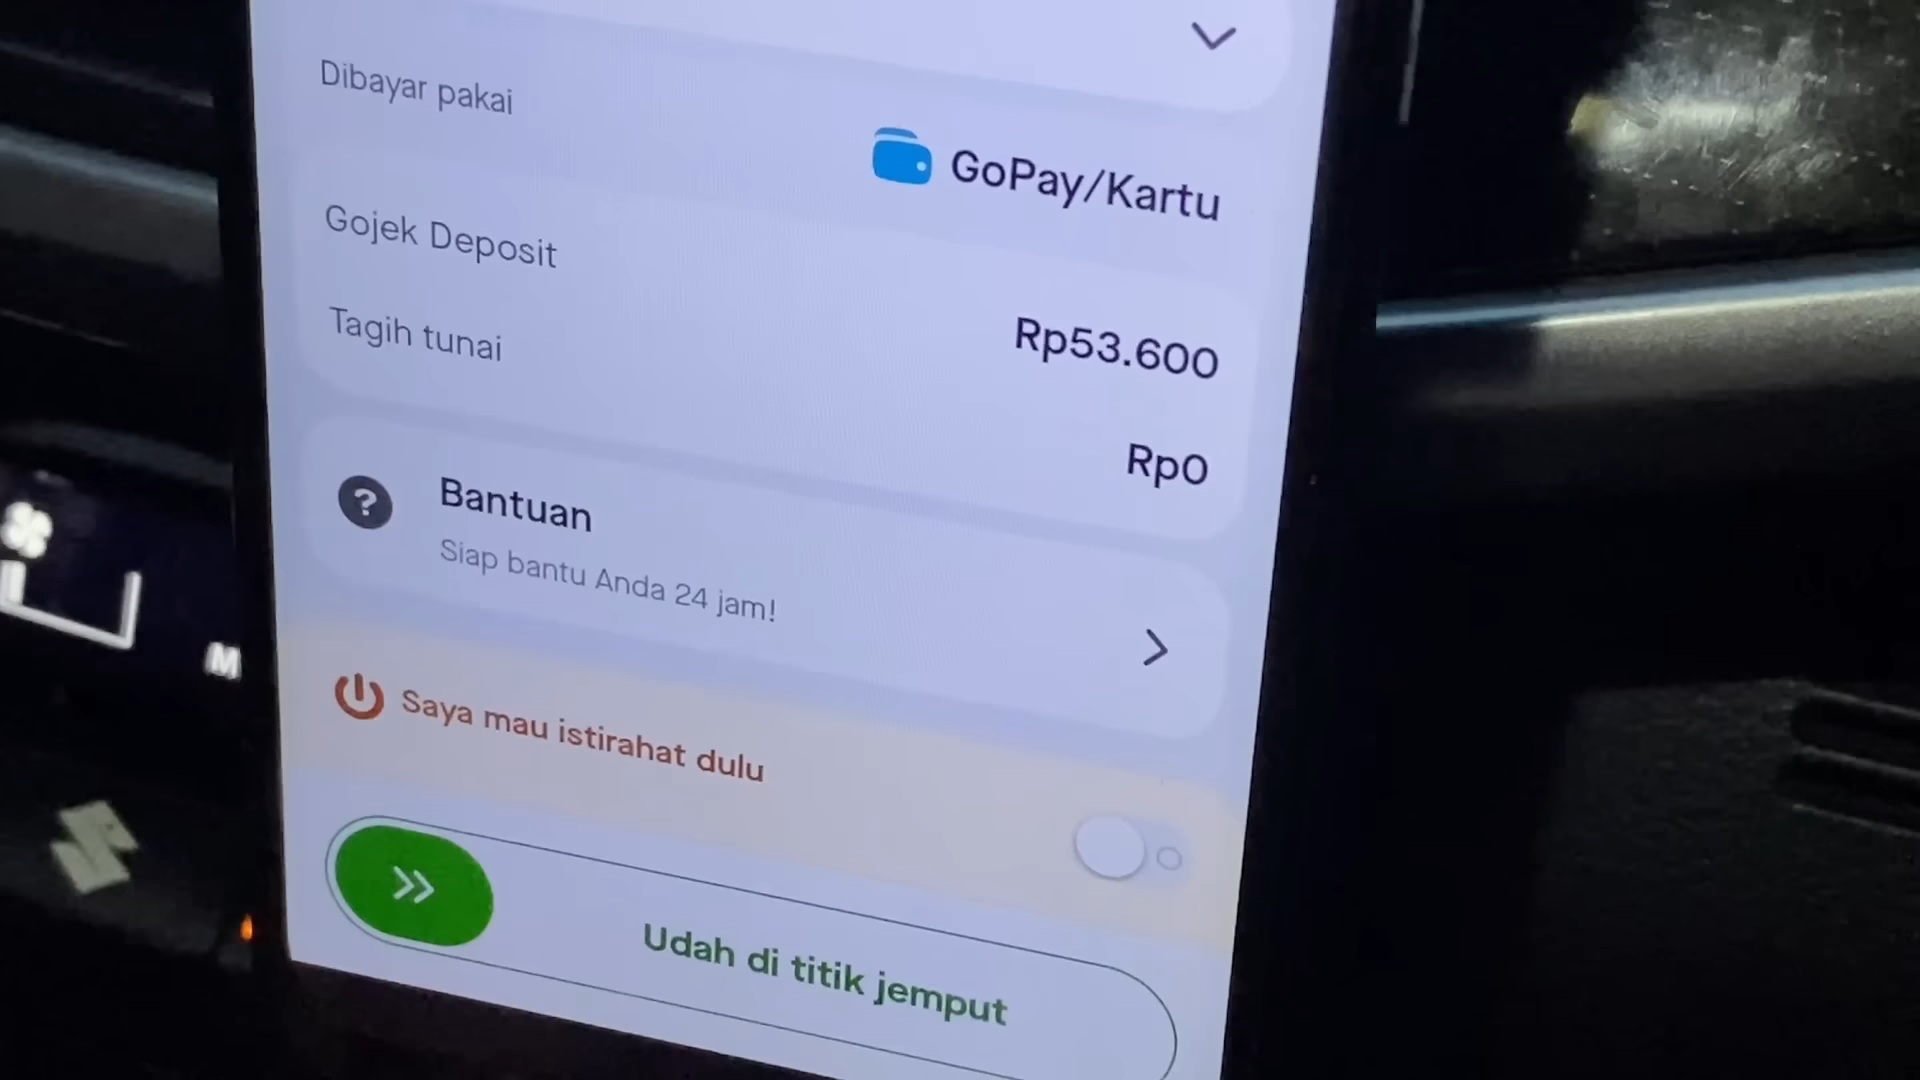 Dibayar pakai
GoPay/Kartu
Gojek Deposit
Rp53.600
Tagih tunai
Rp0
Bantuan
Siap bantu Anda 24 jam!
Saya mau istirahat dulu
Udah di titik jemput
M